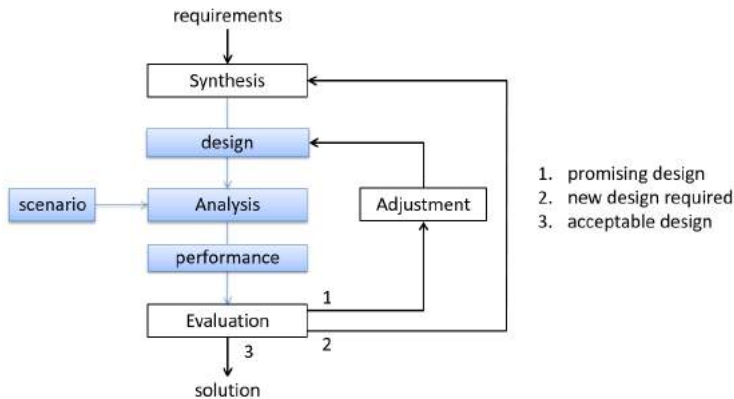 requirements
Synthesis
design
scenario
Analysis
Adjustment
performance
Evaluation
1
2
3
solution
1. promising design
2. new design required
3. acceptable design